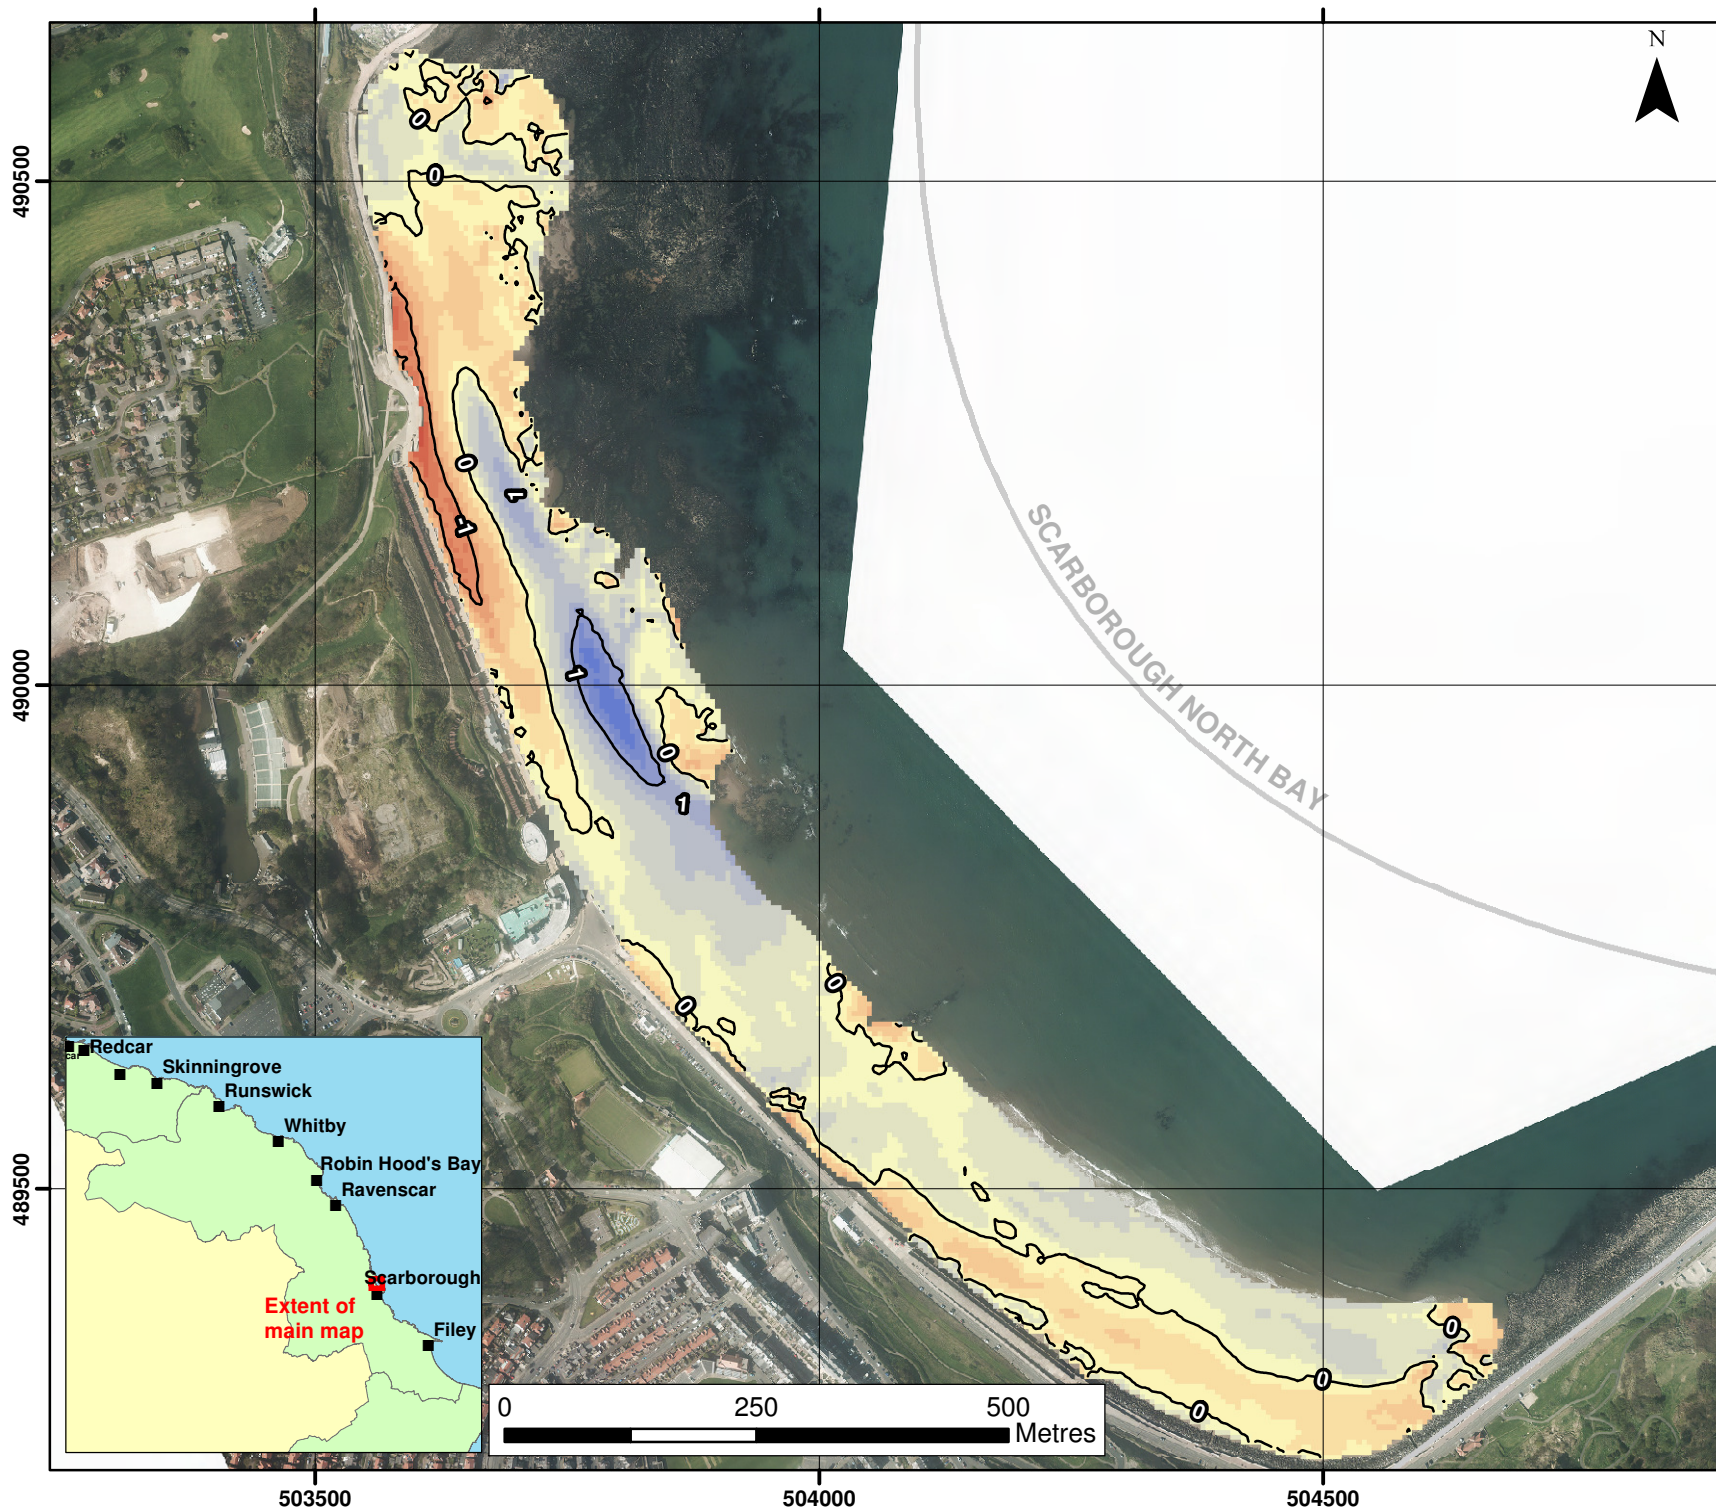 N
490500
490000
489500
0
0
0
1
-1
1
0
1
0
0
0
0
0
SCARBOROUGH NORTH BAY
Redcar
car
Skinningrove
Runswick
Whitby
Robin Hood's Bay
Ravenscar
Scarborough
Extent of
main map
Filey
0 250 500
Metres
503500 504000 504500